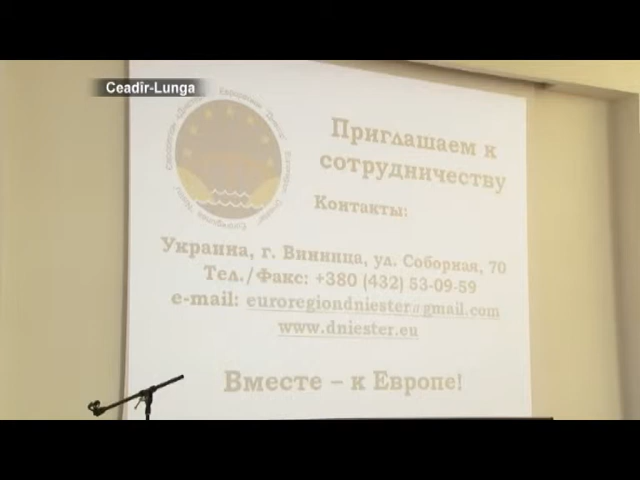 Ceadîr-Lunga
Приглашаем к
сотрудничеству
Контакты:
Украина, г. Винница, ул. Соборная, 70
Тел./Факс: +380 (432) 53-09-59
e-mail: euroregiondniester@gmail.com
www.dniester.eu
Вместе – к Европе!